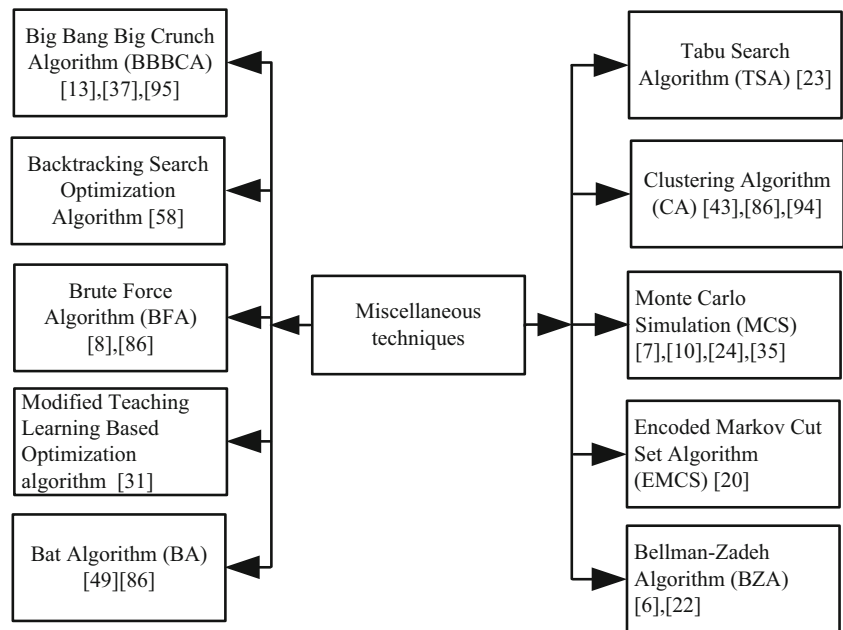 Big Bang Big Crunch
Algorithm (BBBCA)
[13],[37],[95]
Backtracking Search
Optimization
Algorithm [58]
Brute Force
Algorithm (BFA)
[8],[86]
Modified Teaching
Learning Based
Optimization
algorithm [31]
Bat Algorithm (BA)
[49][86]
Miscellaneous
techniques
Tabu Search
Algorithm (TSA) [23]
Clustering Algorithm
(CA) [43],[86],[94]
Monte Carlo
Simulation (MCS)
[7],[10],[24],[35]
Encoded Markov Cut
Set Algorithm
(EMCS) [20]
Bellman-Zadeh
Algorithm (BZA)
[6],[22]